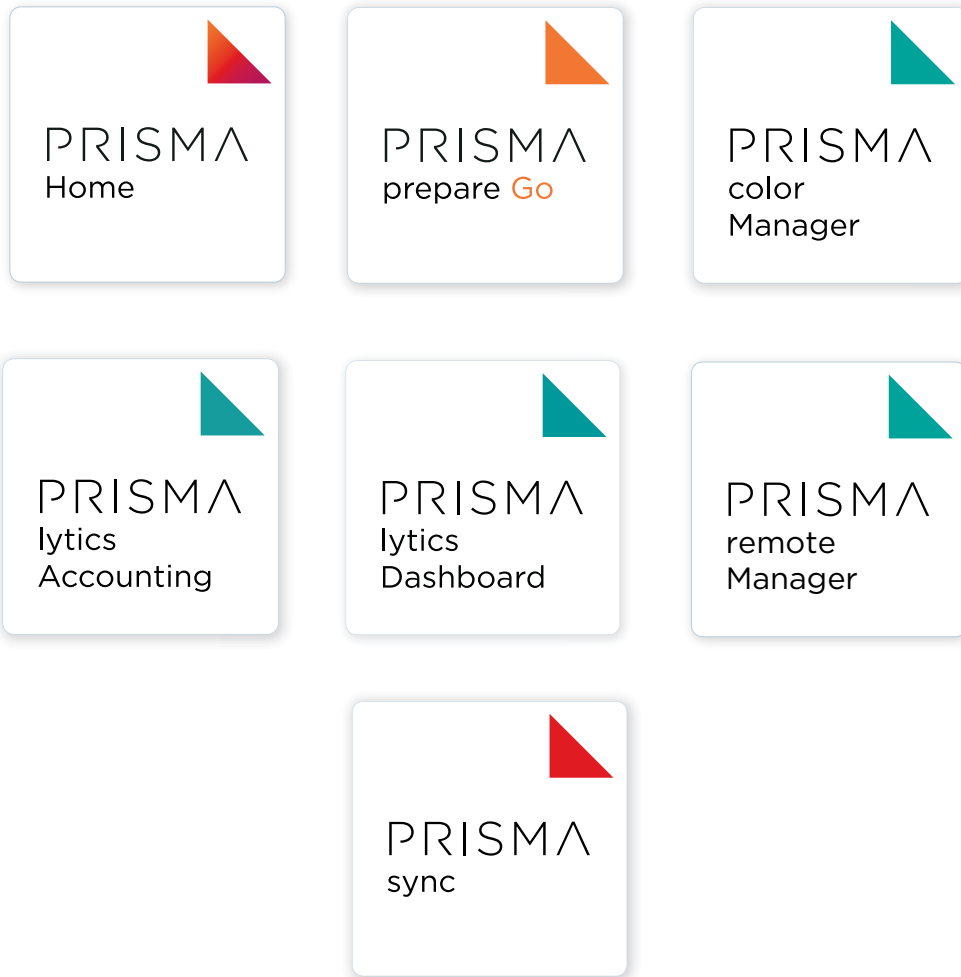 PRISMA
Home
PRISMA
prepare Go
PRISMA
color
Manager
PRISMA
lytics
Accounting
PRISMA
lytics
Dashboard
PRISMA
remote
Manager
PRISMA
sync